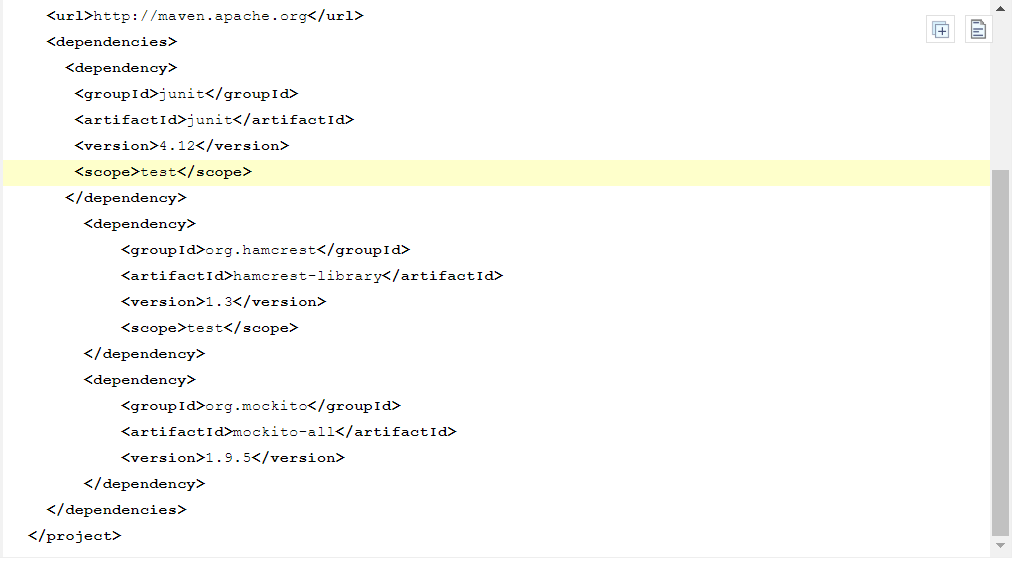 <url>http://maven.apache.org</url>
<dependencies>
<dependency>
<groupId>junit</groupId>
<artifactId>junit</artifactId>
<version>4.12</version>
<scope>test</scope>
</dependency>
<dependency>
<groupId>org.hamcrest</groupId>
<artifactId>hamcrest-library</artifactId>
<version>1.3</version>
<scope>test</scope>
</dependency>
<dependency>
<groupId>org.mockito</groupId>
<artifactId>mockito-all</artifactId>
<version>1.9.5</version>
</dependency>
</dependencies>
</project>